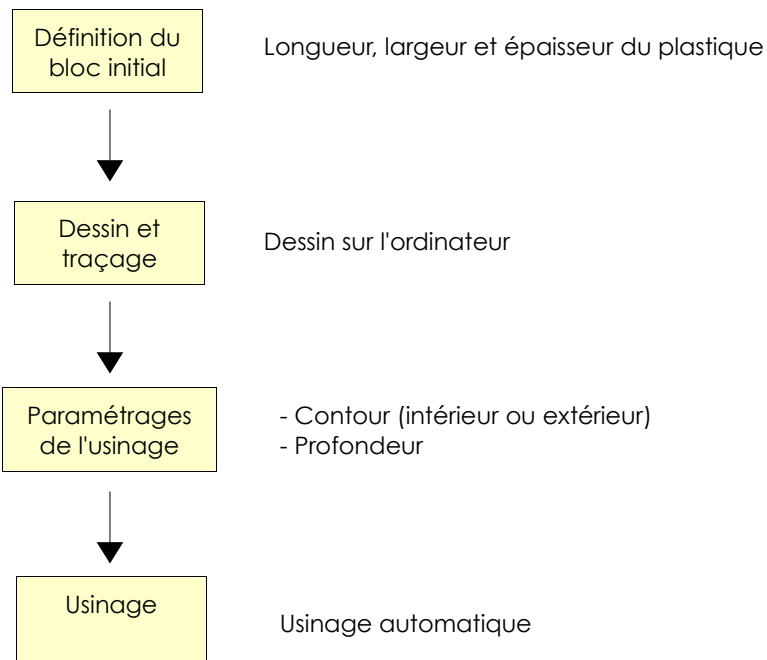 Définition du
bloc initial
Longueur, largeur et épaisseur du plastique
Dessin et
traçage
Dessin sur l'ordinateur
Paramétrages
de l'usinage
- Contour (intérieur ou extérieur)
- Profondeur
Usinage
Usinage automatique